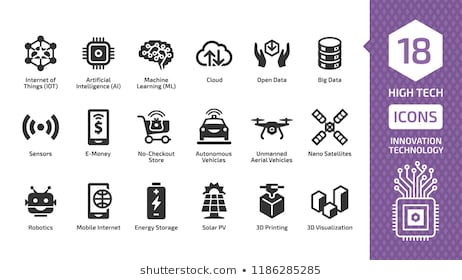 Internet of
Things (IOT)
Artificial
Intelligence (AI)
Machine
Learning (ML)
Cloud
Open Data
Big Data
Sensors
$
E-Money
No-Checkout
Store
Autonomous
Vehicles
Unmanned
Aerial Vehicles
Nano Satellites
Robotics
Mobile Internet
Energy Storage
Solar PV
3D Printing
3D Visualization
18
HIGH TECH
ICONS
INNOVATION
TECHNOLOGY
shutterstock.com • 1186285285